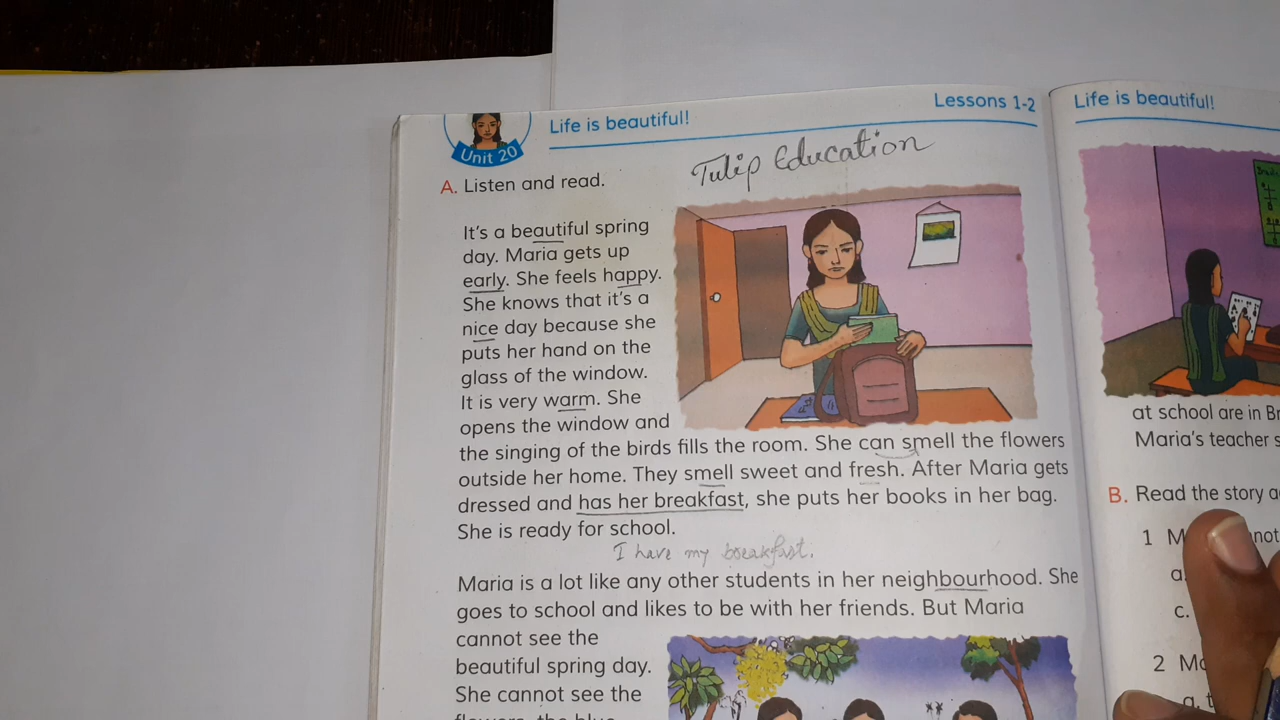 Life is beautiful!
Lessons 1-2
Unit 20
Tulip Education
A. Listen and read.
It's a beautiful spring
day. Maria gets up
early. She feels happy.
She knows that it's a
nice day because she
puts her hand on the
glass of the window.
It is very warm. She
opens the window and
the singing of the birds fills the room. She can smell the flowers
outside her home. They smell sweet and fresh. After Maria gets
dressed and has her breakfast, she puts her books in her bag.
She is ready for school.
I have my breakfast.
Maria is a lot like any other students in her neighbourhood. She
goes to school and likes to be with her friends. But Maria
cannot see the
beautiful spring day.
She cannot see the
Life is beautiful!
at school are in
Maria's teacher
B. Read the story
1
a.
c.
2